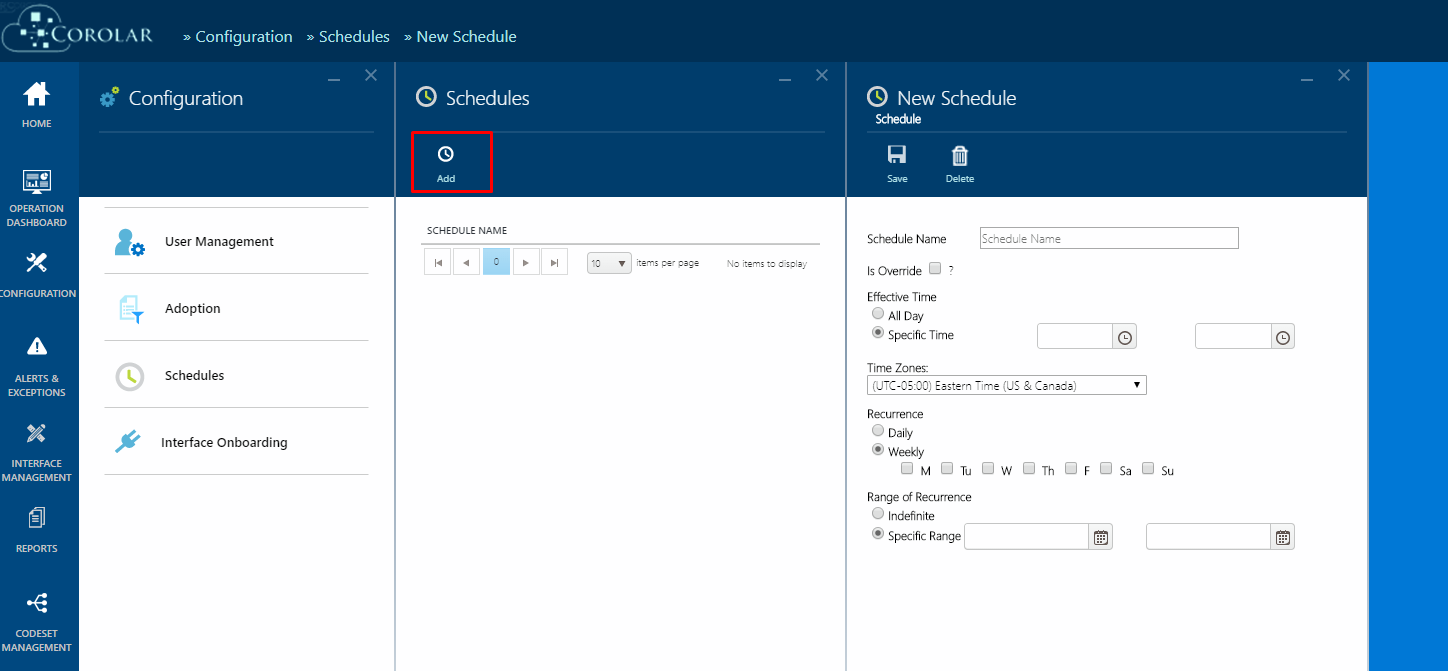 COROLAR
» Configuration » Schedules » New Schedule
HOME
OPERATION
DASHBOARD
CONFIGURATION
ALERTS &
EXCEPTIONS
INTERFACE
MANAGEMENT
REPORTS
CODESET
MANAGEMENT
Configuration
User Management
Adoption
Schedules
Interface Onboarding
Schedules
Add
SCHEDULE NAME
0 10 items per page No items to display
New Schedule
Schedule
Save Delete
Schedule Name Schedule Name
Is Override ?
Effective Time
All Day
Specific Time
Time Zones:
(UTC-05:00) Eastern Time (US & Canada)
Recurrence
Daily
Weekly
M Tu W Th F Sa Su
Range of Recurrence
Indefinite
Specific Range